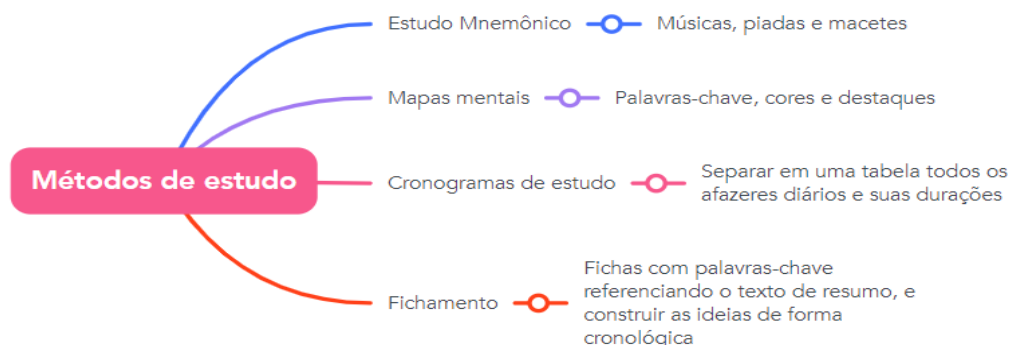 Métodos de estudo
Estudo Mnemônico
Músicas, piadas e macetes
Mapas mentais
Palavras-chave, cores e destaques
Cronogramas de estudo
Separar em uma tabela todos os
afazeres diários e suas durações
Fichamento
Fichas com palavras-chave
referenciando o texto de resumo, e
construir as ideias de forma
cronológica